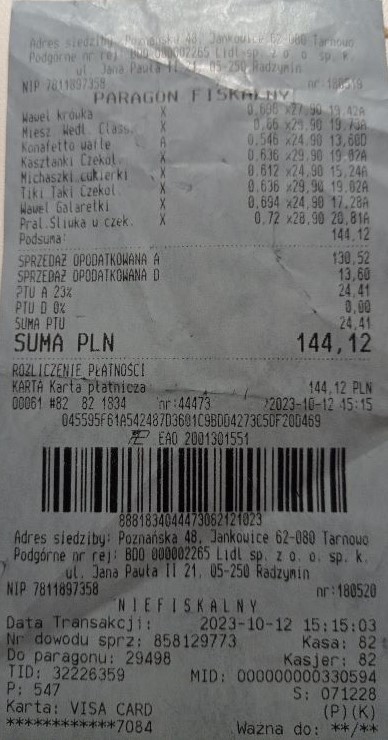 Adres siedziby: Poznańska 48, Jankowice 62-080 Tarnowo
Podgórne nr rej: BDO 000002265 Lidl sp. z o. o. sp. k.
ul. Jana Pawła II 21, 05-250 Radzymin
NIP 7811897358 nr:180519
PARAGON FISKALNY
Wawel krówka X 0,696 x27,90 19,42A
Miesz Wedl. Class. X 0,66 x29,90 19,73A
Konafetto wafle A 0,546 x24,90 13,60D
Kasztanki Czekol. X 0,636 x29,90 19,02A
Michaszki cukierki X 0,612 x24,90 15,24A
Tiki Taki Czekol. X 0,636 x29,90 19,02A
Wawel Galaretki X 0,694 x24,90 17,28A
Pral.Śliwka w czek. X 0,72 x28,90 20,81A
Podsuma: 144,12
SPRZEDAŻ OPODATKOWANA A 130,52
SPRZEDAŻ OPODATKOWANA D 13,60
PTU A 23% 24,41
PTU D 0% 0,00
SUMA PTU 24,41
SUMA PLN 144,12
ROZLICZENIE PŁATNOŚCI
KARTA Karta płatnicza 144,12 PLN
00061 #82 82 1834 nr:44473 2023-10-12 15:15
EAO 2001301551
8881834044473062121023
Adres siedziby: Poznańska 48, Jankowice 62-080 Tarnowo
Podgórne nr rej: BDO 000002265 Lidl sp. z o. o. sp. k.
ul. Jana Pawła II 21, 05-250 Radzymin
NIP 7811897358 nr:180520
NIEFISKALNY
Data Transakcji: 2023-10-12 15:15:03
Nr dowodu sprz: 858129773 Kasa: 82
Do paragonu: 29498 Kasjer: 82
TID: 32226359 MID: 000000000330594
P: 547 S: 071228
Karta: VISA CARD (P)(K)
************7084 Ważna do: **/**